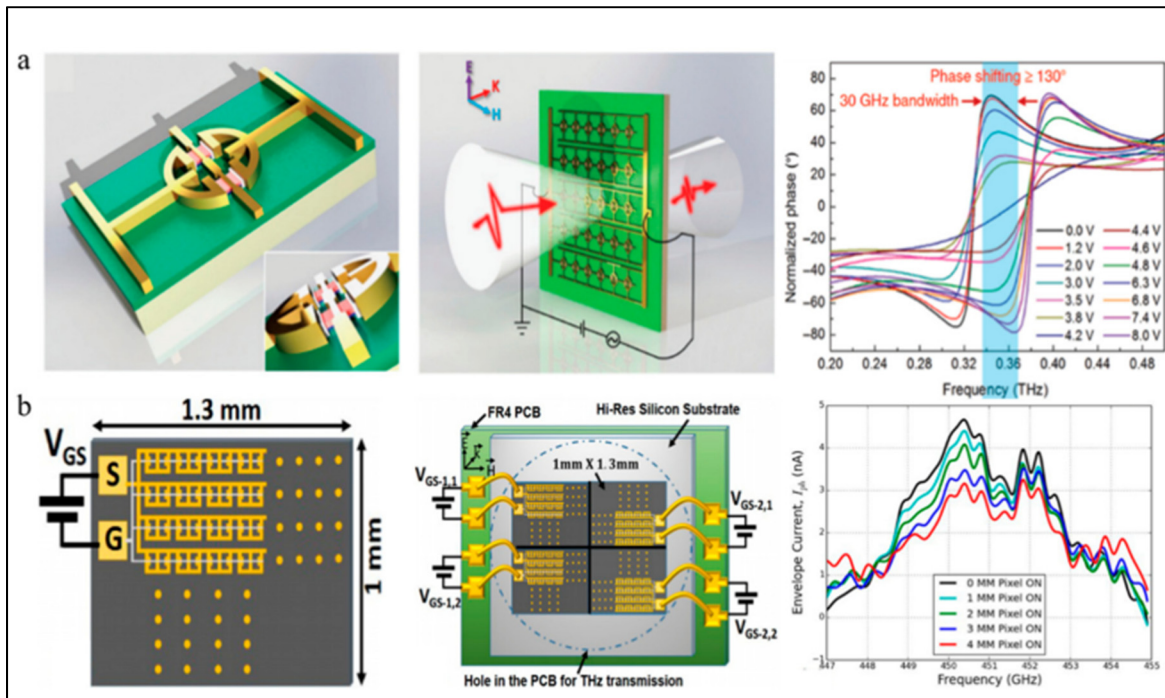 a
E
K
H
Phase shifting ≥ 130°
30 GHz bandwidth
80
60
40
20
0
−20
−40
−60
−80
Normalized phase (°)
0.0 V
4.4 V
1.2 V
4.6 V
2.0 V
4.8 V
3.0 V
6.3 V
3.5 V
6.8 V
3.8 V
7.4 V
4.2 V
8.0 V
0.20 0.24 0.28 0.32 0.36 0.40 0.44 0.48
Frequency (THz)
b
1.3 mm
VGS
S
G
1 mm
FR4 PCB
Hi-Res Silicon Substrate
K
H
1mm X 1.3mm
VGS-1,1
VGS-2,1
VGS-1,2
VGS-2,2
Hole in the PCB for THz transmission
5
4
3
2
1
0
−1
Envelope Current, Iph (nA)
0 MM Pixel ON
1 MM Pixel ON
2 MM Pixel ON
3 MM Pixel ON
4 MM Pixel ON
447 448 449 450 451 452 453 454 455
Frequency (GHz)